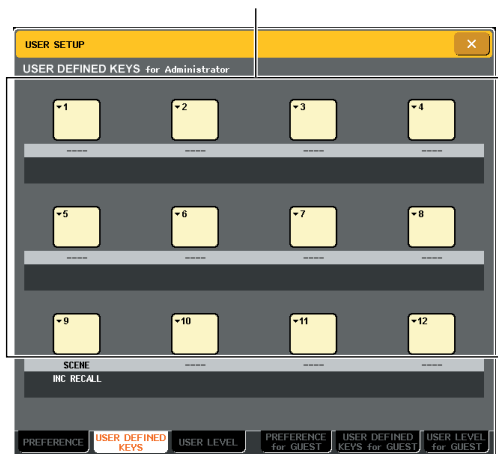 USER SETUP ×
USER DEFINED KEYS for Administrator
1 2 3 4
---- ---- ---- ----
5 6 7 8
---- ---- ---- ----
9 10 11 12
SCENE ---- ---- ----
INC RECALL
PREFERENCE USER DEFINED KEYS USER LEVEL PREFERENCE for GUEST USER DEFINED KEYS for GUEST USER LEVEL for GUEST